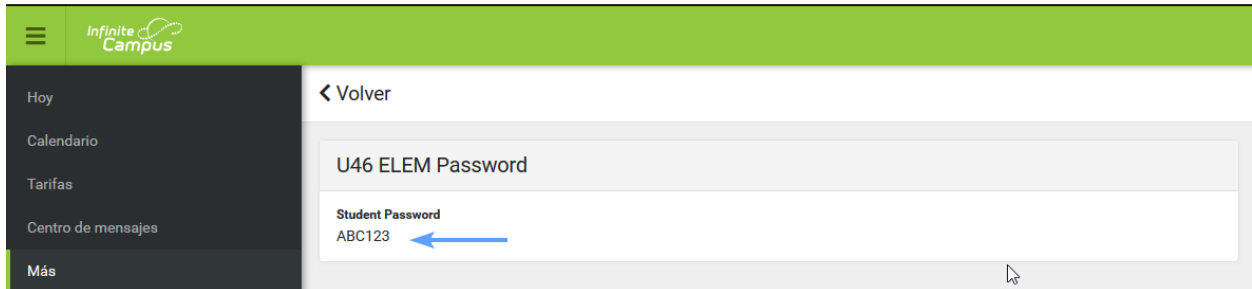 Infinite
Campus
Hoy
Calendario
Tarifas
Centro de mensajes
Más
Volver
U46 ELEM Password
Student Password
ABC123